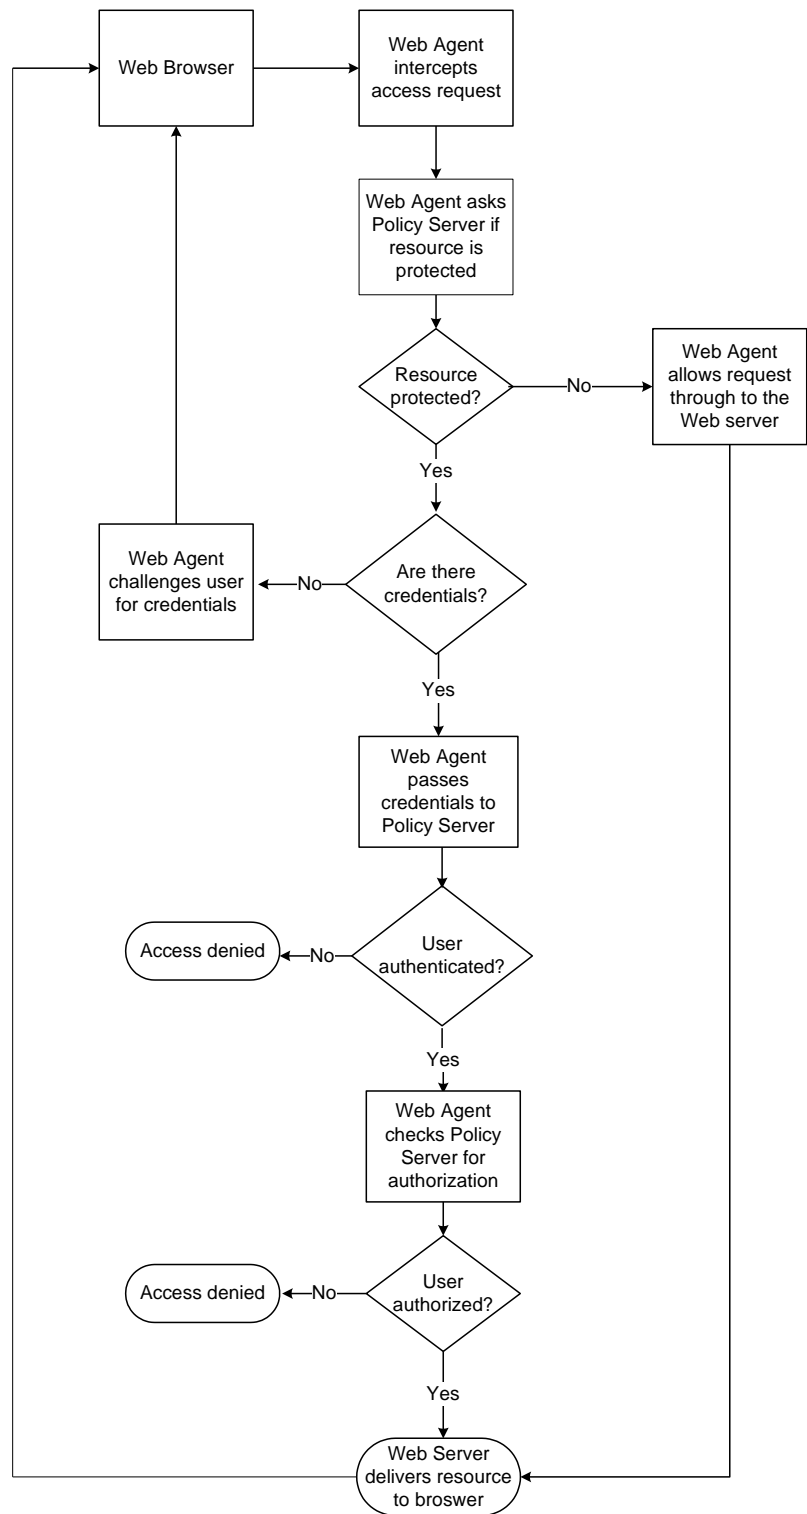 Web Browser
Web Agent
intercepts
access request
Web Agent asks
Policy Server if
resource is
protected
Resource
protected?
No
Web Agent
allows request
through to the
Web server
Yes
Are there
credentials?
No
Web Agent
challenges user
for credentials
Yes
Web Agent
passes
credentials to
Policy Server
User
authenticated?
No
Access denied
Yes
Web Agent
checks Policy
Server for
authorization
User
authorized?
No
Access denied
Yes
Web Server
delivers resource
to broswer